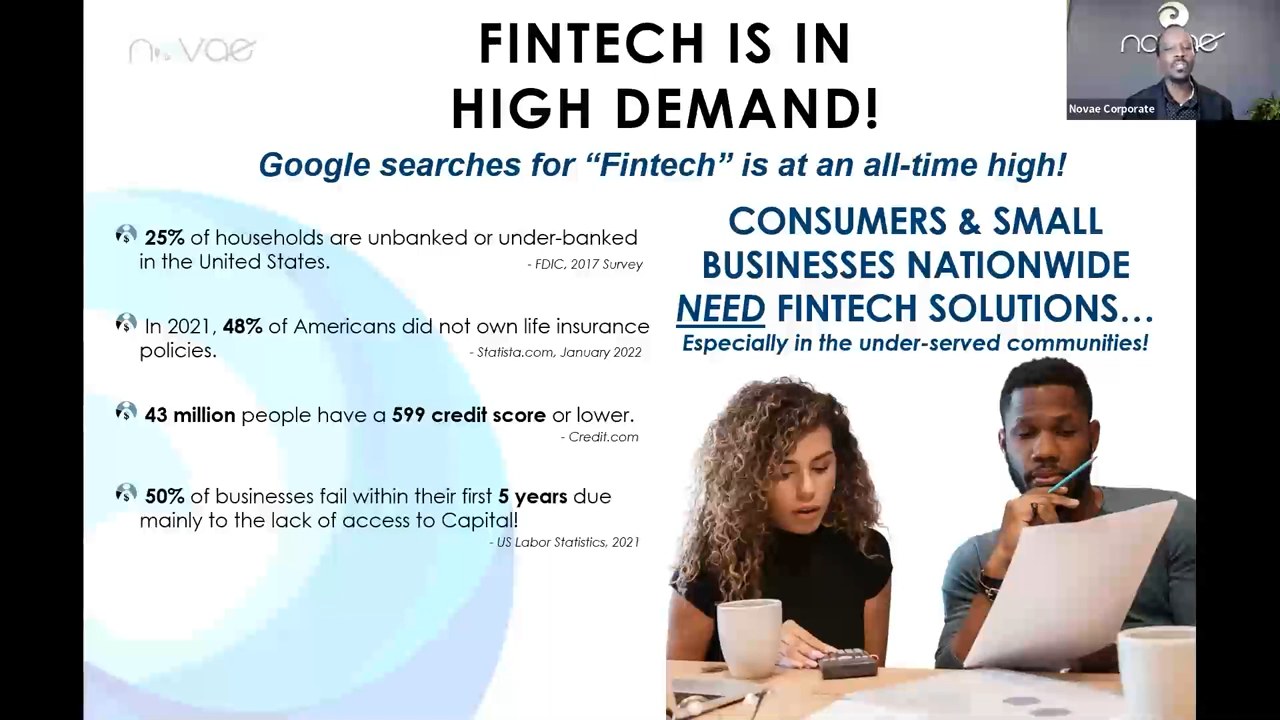 novae
FINTECH IS IN
HIGH DEMAND!
novae
Novae Corporate
Google searches for “Fintech” is at an all-time high!
25% of households are unbanked or under-banked
in the United States.
- FDIC, 2017 Survey
In 2021, 48% of Americans did not own life insurance
policies.
- Statista.com, January 2022
43 million people have a 599 credit score or lower.
- Credit.com
50% of businesses fail within their first 5 years due
mainly to the lack of access to Capital!
- US Labor Statistics, 2021
CONSUMERS & SMALL
BUSINESSES NATIONWIDE
NEED FINTECH SOLUTIONS...
Especially in the under-served communities!